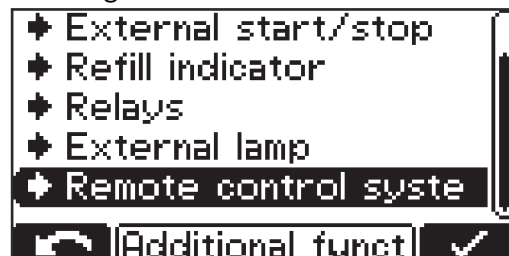 External start/stop
Refill indicator
Relays
External lamp
Remote control syste
Additional funct